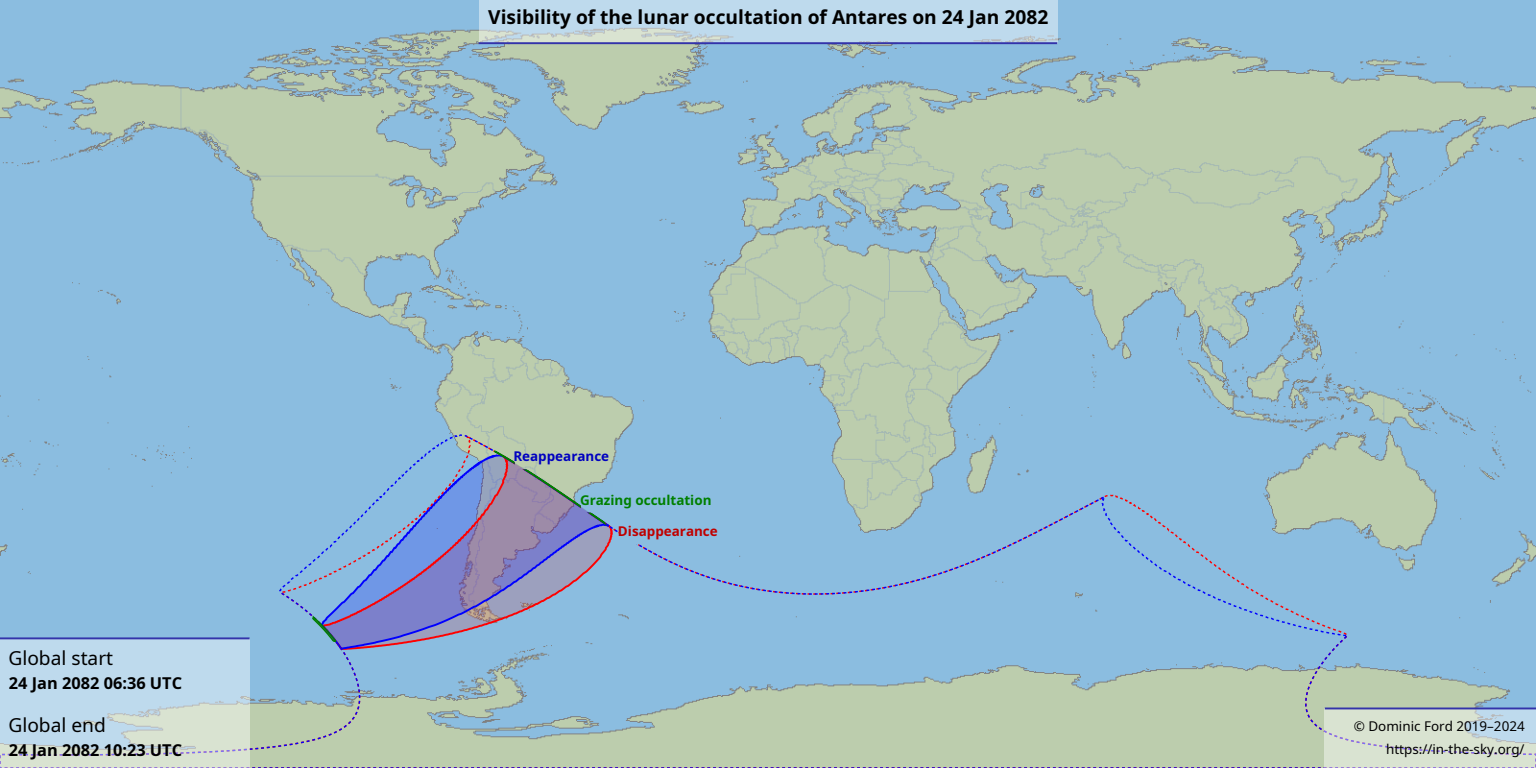 Visibility of the lunar occultation of Antares on 24 Jan 2082
Reappearance
Grazing occultation
Disappearance
Global start
24 Jan 2082 06:36 UTC
Global end
24 Jan 2082 10:23 UTC
© Dominic Ford 2019–2024
https://in-the-sky.org/